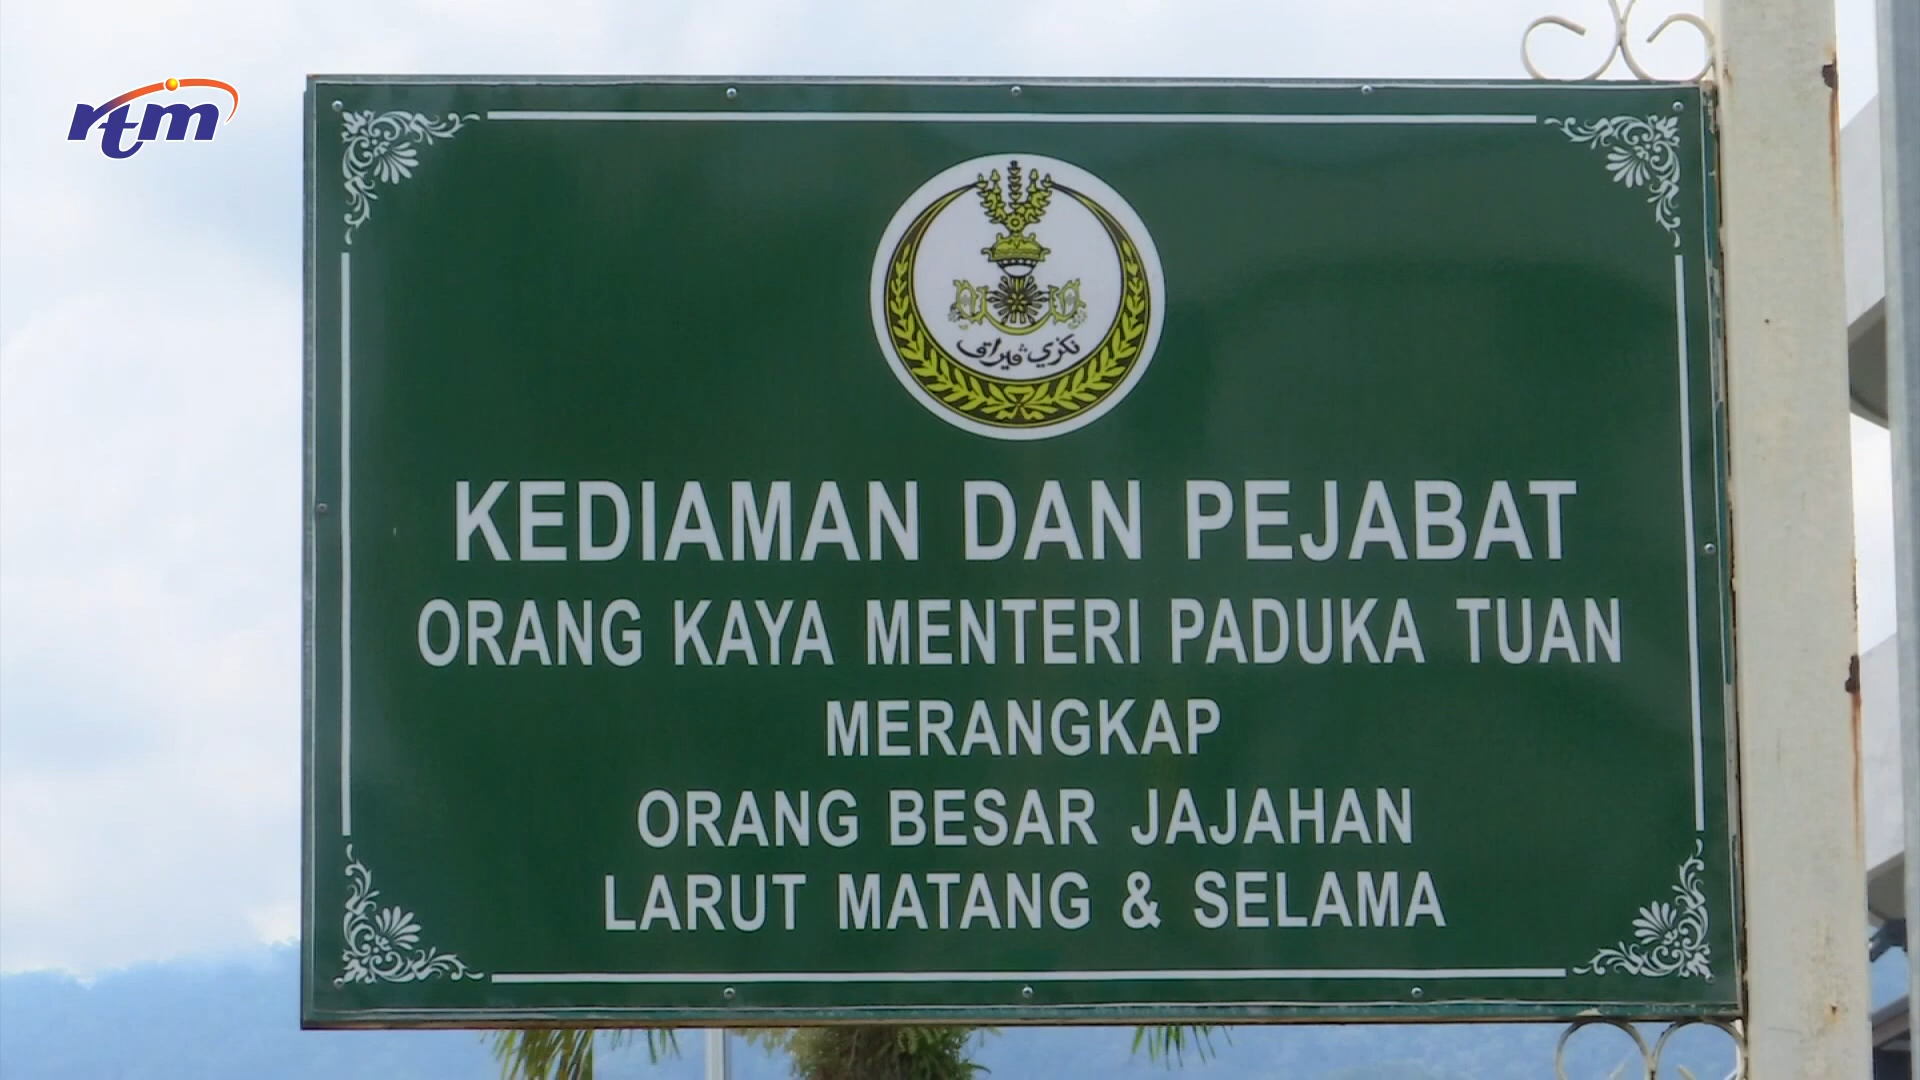 rtm
نݢري ڤيراق
KEDIAMAN DAN PEJABAT
ORANG KAYA MENTERI PADUKA TUAN
MERANGKAP
ORANG BESAR JAJAHAN
LARUT MATANG & SELAMA